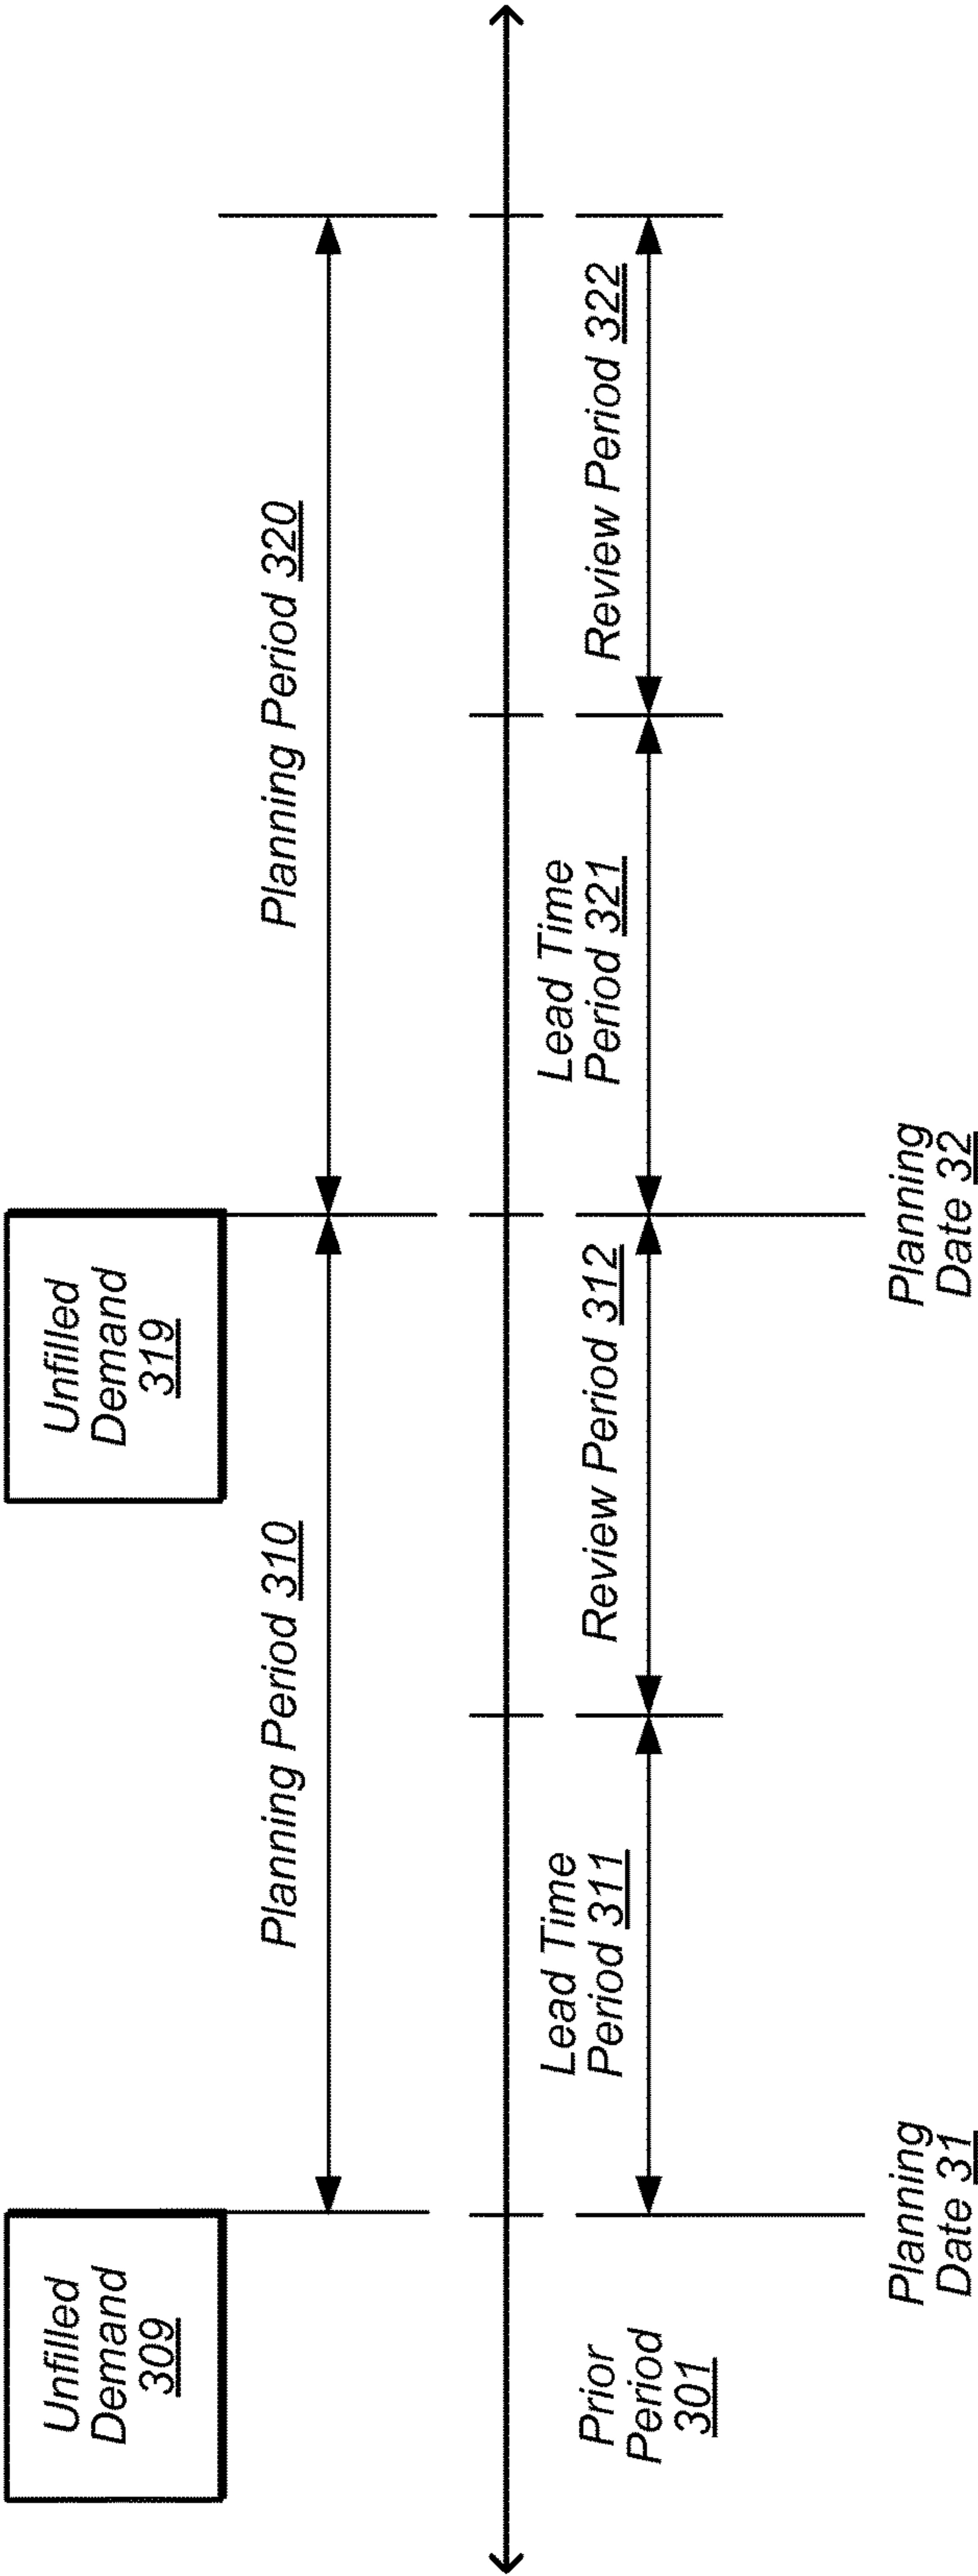 Unfilled
Demand
309
Unfilled
Demand
319
Planning Period 310
Planning Period 320
Prior
Period
301
Lead Time
Period 311
Review Period 312
Lead Time
Period 321
Review Period 322
Planning
Date 31
Planning
Date 32